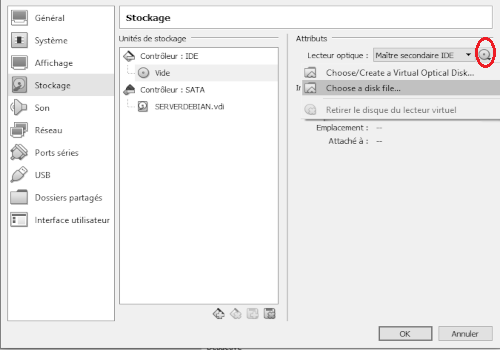 Général
Système
Affichage
Stockage
Son
Réseau
Ports séries
USB
Dossiers partagés
Interface utilisateur
Stockage
Unités de stockage
Contrôleur : IDE
Vide
Contrôleur : SATA
SERVERDEBIAN.vdi
Attributs
Lecteur optique : Maître secondaire IDE
Choose/Create a Virtual Optical Disk...
Choose a disk file...
Retirer le disque du lecteur virtuel
Emplacement : --
Attaché à : --
OK
Annuler